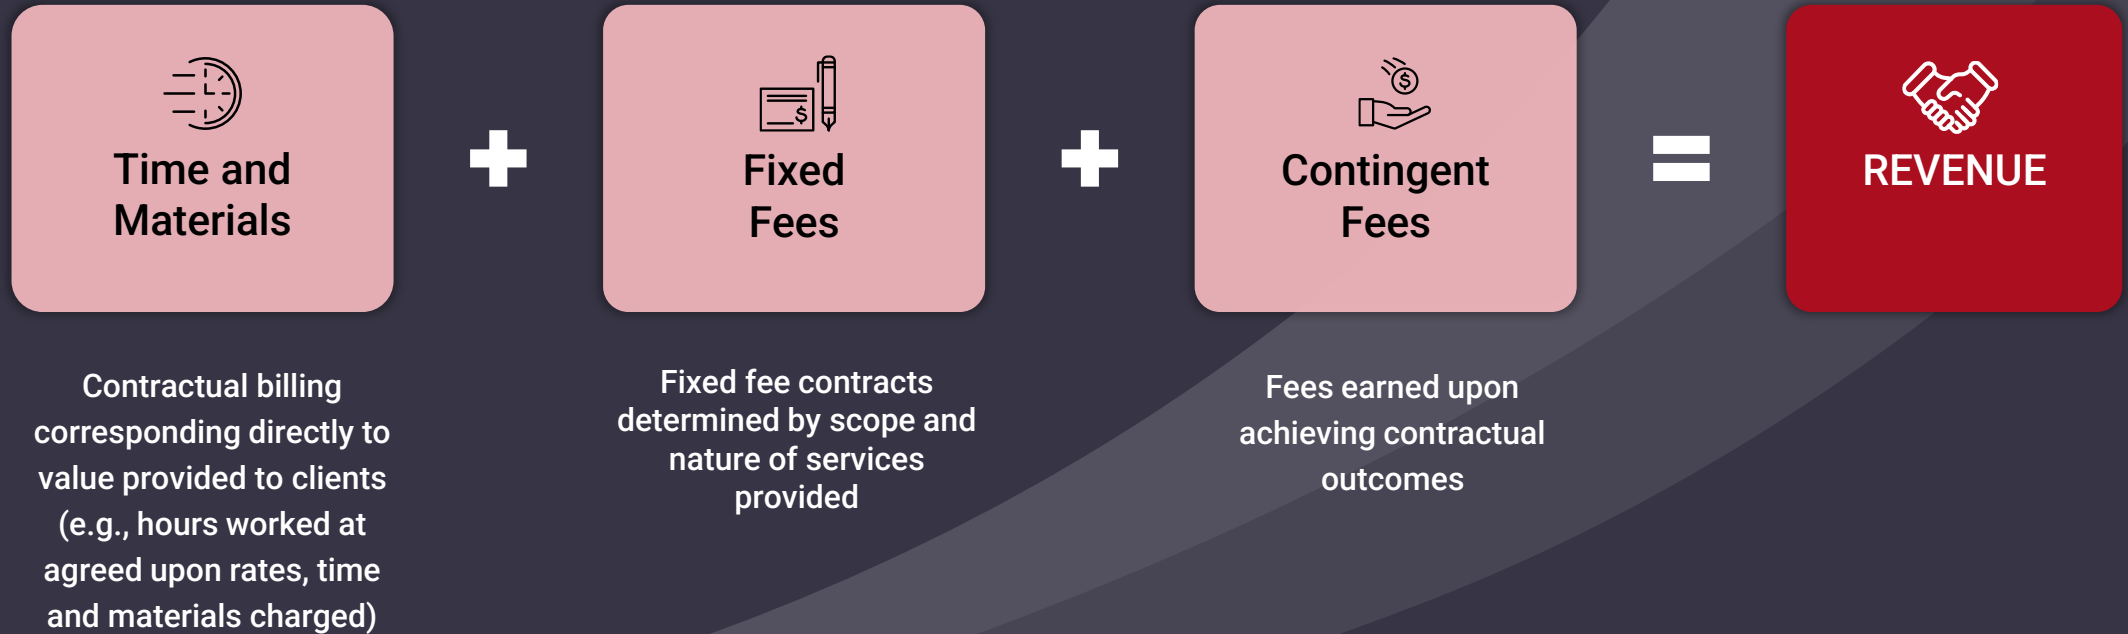 Time and
Materials
Fixed
Fees
Contingent
Fees
REVENUE
Contractual billing
corresponding directly to
value provided to clients
(e.g., hours worked at
agreed upon rates, time
and materials charged)
Fixed fee contracts
determined by scope and
nature of services
provided
Fees earned upon
achieving contractual
outcomes